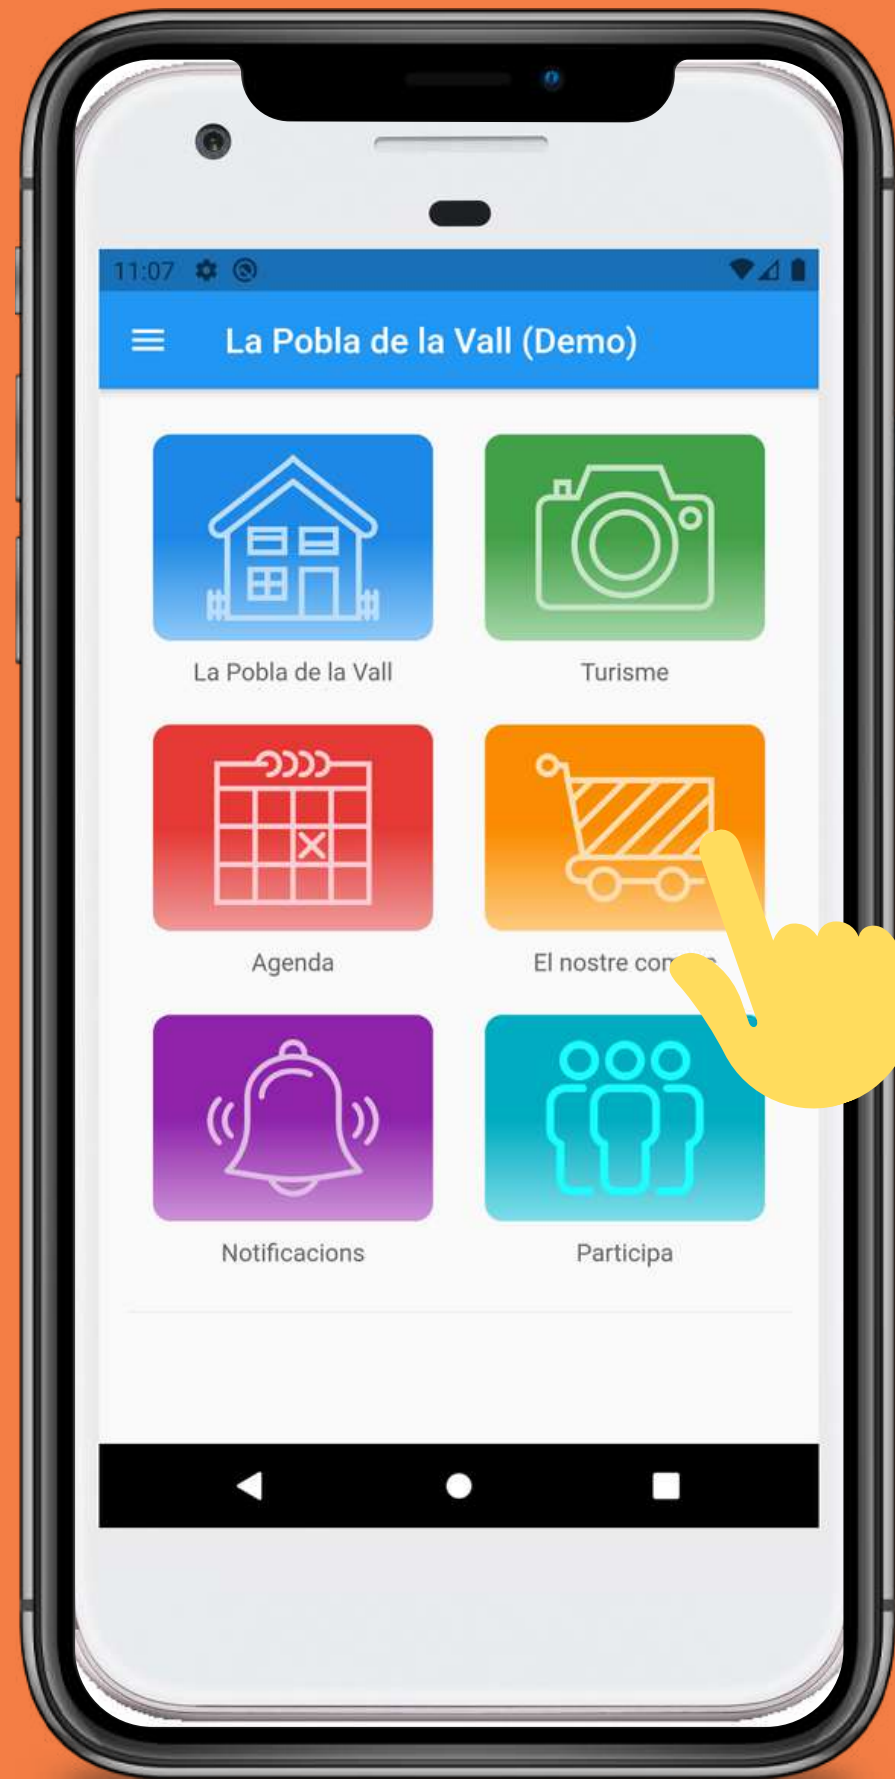 11:07
La Pobla de la Vall (Demo)
La Pobla de la Vall
Turisme
Agenda
El nostre
Notificacions
Participa